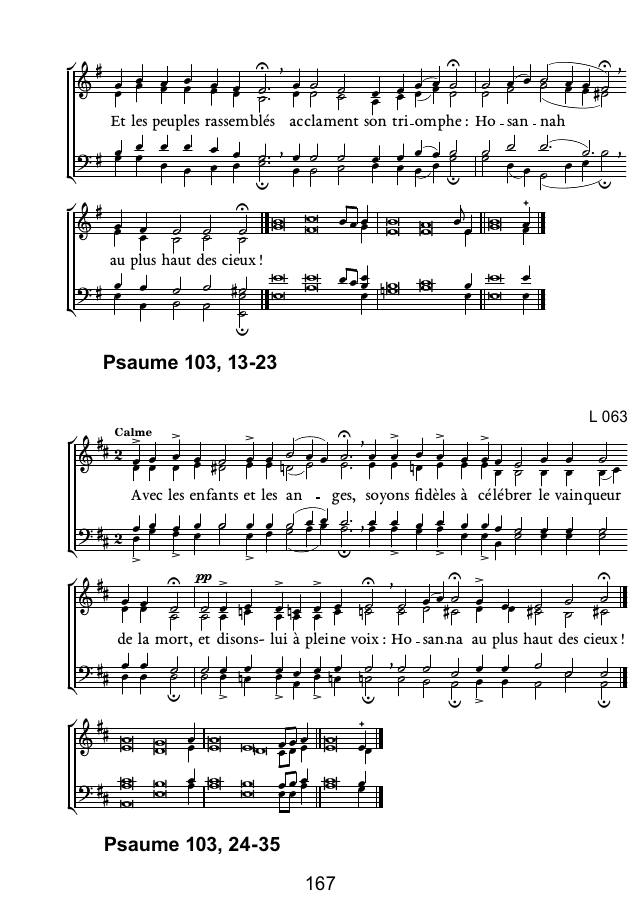 Et les peuples rassemblés acclament son tri-omphe : Ho - san - nah
au plus haut des cieux !
Psaume 103, 13-23
L 063
Calme
Avec les enfants et les an - ges, soyons fidèles à célébrer le vainqueur
pp
de la mort, et disons- lui à pleine voix : Ho - san-na au plus haut des cieux !
Psaume 103, 24-35
167